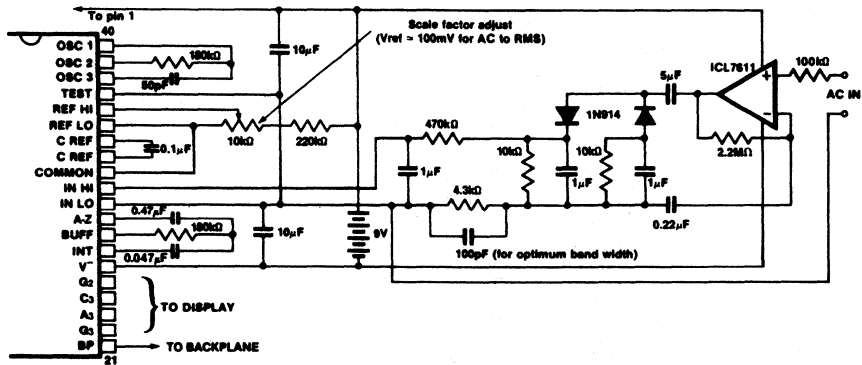 To pin 1
40
OSC 1
OSC 2
OSC 3
TEST
REF HI
REF LO
C REF
C REF
COMMON
IN HI
IN LO
A-Z
BUFF
INT
V⁻
G2
C3
A3
G3
BP
21
180kΩ
50pF
10µF
Scale factor adjust
(Vref ≃ 100mV for AC to RMS)
10kΩ
220kΩ
0.1µF
0.47µF
180kΩ
0.047µF
10µF
9V
TO DISPLAY
TO BACKPLANE
470kΩ
1µF
4.3kΩ
100pF (for optimum band width)
10kΩ
1N914
10kΩ
1µF
1µF
5µF
ICL7611
+
−
100kΩ
AC IN
2.2MΩ
0.22µF